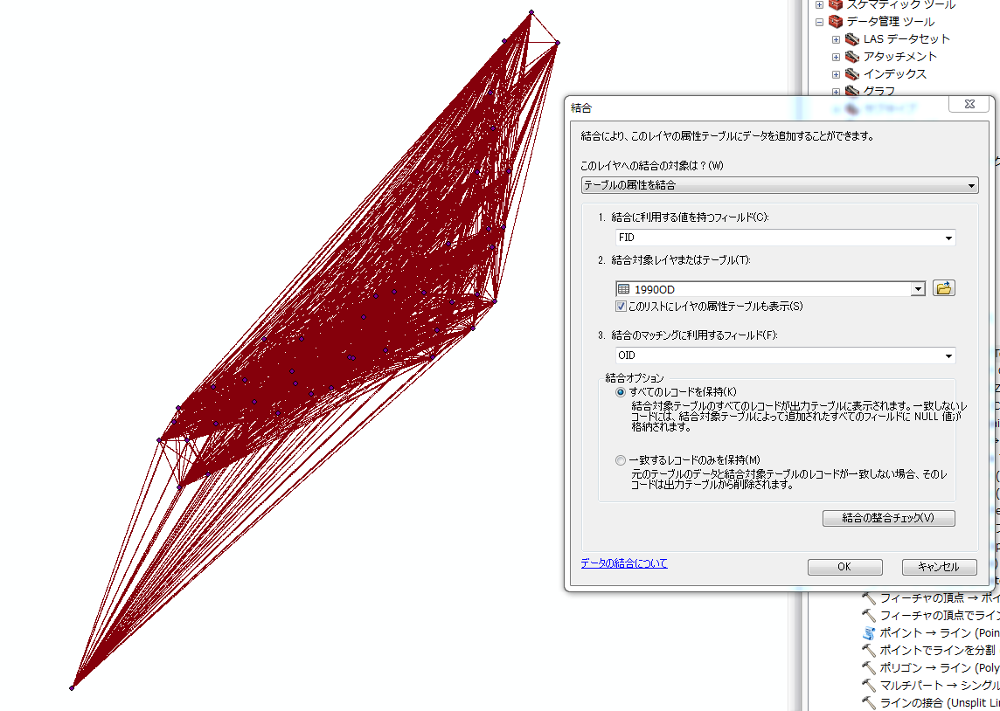 スケマティック ツール
データ管理 ツール
LAS データセット
アタッチメント
インデックス
グラフ
結合
結合により、このレイヤの属性テーブルにデータを追加することができます。
このレイヤへの結合の対象は？(W)
テーブルの属性を結合
1. 結合に利用する値を持つフィールド(C):
FID
2. 結合対象レイヤまたはテーブル(T):
1990OD
このリストにレイヤの属性テーブルも表示(S)
3. 結合のマッチングに利用するフィールド(F):
OID
結合オプション
すべてのレコードを保持(K)
結合対象テーブルのすべてのレコードが出力テーブルに表示されます。一致しないレ
コードには、結合対象テーブルによって追加されたすべてのフィールドに NULL 値が
格納されます。
一致するレコードのみを保持(M)
元のテーブルのデータと結合対象テーブルのレコードが一致しない場合、そのレ
コードは出力テーブルから削除されます。
結合の整合チェック(V)
データの結合について
OK
キャンセル
フィーチャの頂点 → ポイ
フィーチャの頂点でライン
ポイント → ライン (Poin
ポイントでラインを分割
ポリゴン → ライン (Poly
マルチパート → シングル
ラインの接合 (Unsplit Li